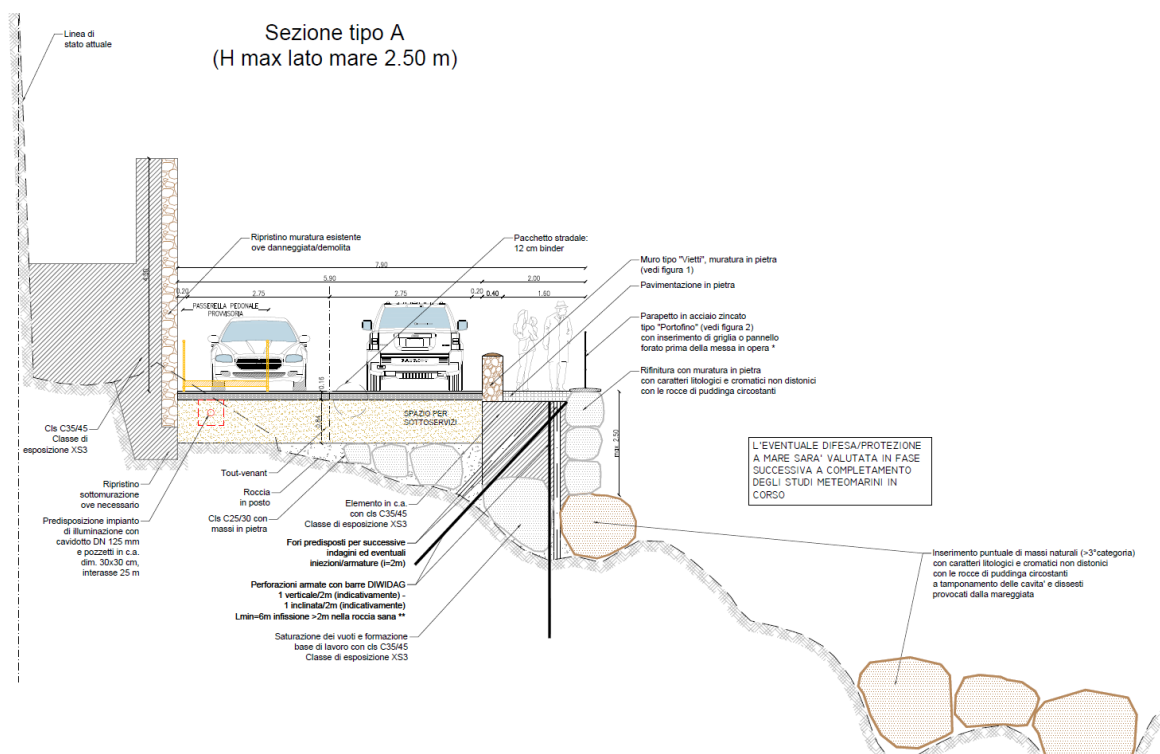 Sezione tipo A
(H max lato mare 2.50 m)
Linea di
stato attuale
Ripristino muratura esistente
ove danneggiata/demolita
Pacchetto stradale:
12 cm binder
7.90
5.90
2.00
0.20
2.75
2.75
0.20
0.40
1.60
PASSERELLA PEDONALE
PROVVISORIA
4.50
0.16
0.84
SPAZIO PER
SOTTOSERVIZI
max 2.50
Muro tipo "Vietti", muratura in pietra
(vedi figura 1)
Pavimentazione in pietra
Parapetto in acciaio zincato
tipo "Portofino" (vedi figura 2)
con inserimento di griglia o pannello
forato prima della messa in opera *
Rifinitura con muratura in pietra
con caratteri litologici e cromatici non distonici
con le rocce di puddinga circostanti
L'EVENTUALE DIFESA/PROTEZIONE
A MARE SARA' VALUTATA IN FASE
SUCCESSIVA A COMPLETAMENTO
DEGLI STUDI METEOMARINI IN
CORSO
Cls C35/45
Classe di
esposizione XS3
Ripristino
sottomurazione
ove necessario
Predisposizione impianto
di illuminazione con
cavidotto DN 125 mm
e pozzetti in c.a.
dim. 30x30 cm,
interasse 25 m
Tout-venant
Roccia
in posto
Cls C25/30 con
massi in pietra
Elemento in c.a.
con cls C35/45
Classe di esposizione XS3
Fori predisposti per successive
indagini ed eventuali
iniezioni/armature (i=2m)
Perforazioni armate con barre DIWIDAG
1 verticale/2m (indicativamente) -
1 inclinata/2m (indicativamente)
Lmin=6m infissione >2m nella roccia sana **
Saturazione dei vuoti e formazione
base di lavoro con cls C35/45
Classe di esposizione XS3
Inserimento puntuale di massi naturali (>3°categoria)
con caratteri litologici e cromatici non distonici
con le rocce di puddinga circostanti
a tamponamento delle cavita' e dissesti
provocati dalla mareggiata